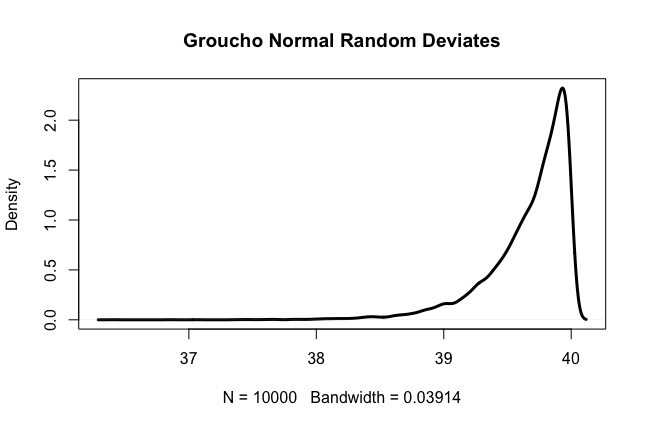 Groucho Normal Random Deviates
Density
2.0
1.5
1.0
0.5
0.0
37 38 39 40
N = 10000 Bandwidth = 0.03914